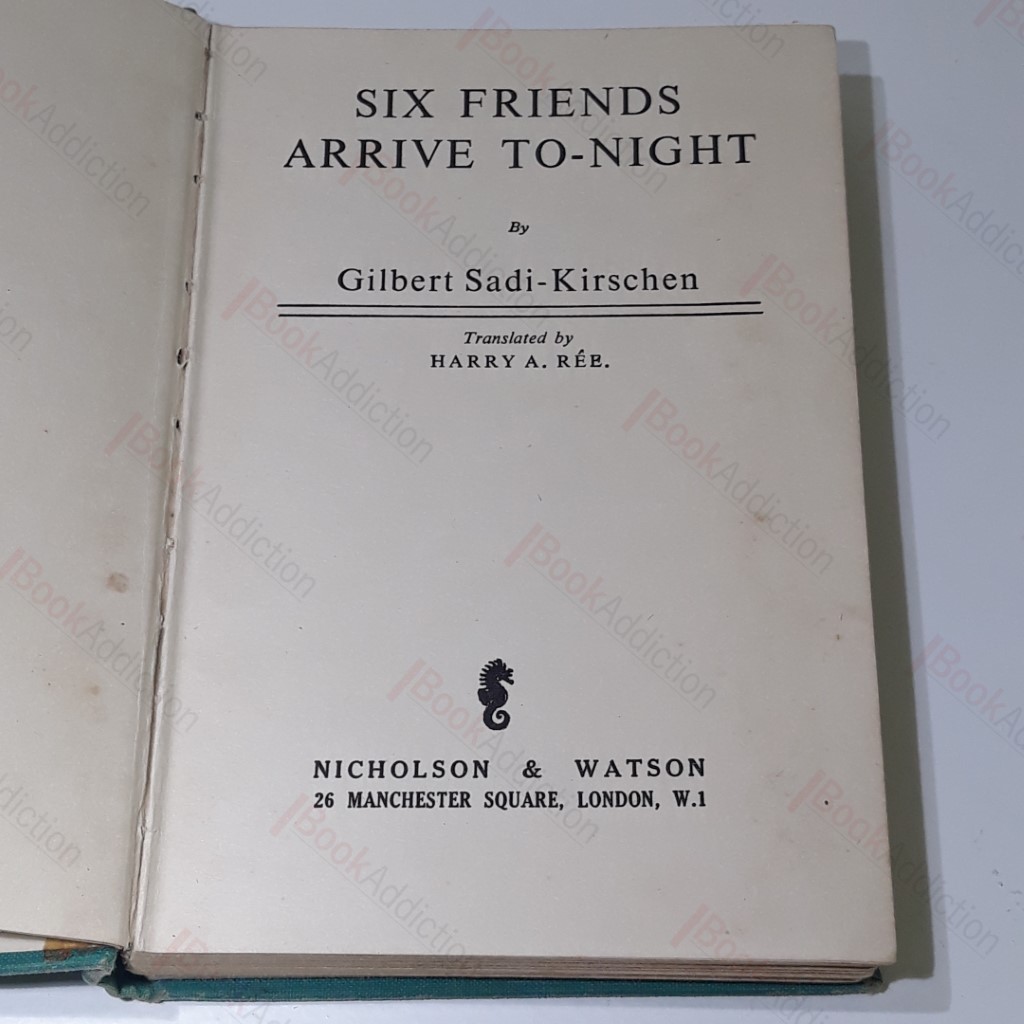 SIX FRIENDS
ARRIVE TO-NIGHT
By
Gilbert Sadi-Kirschen
Translated by
HARRY A. RÉE.
NICHOLSON & WATSON
26 MANCHESTER SQUARE, LONDON, W.1
BookAddiction